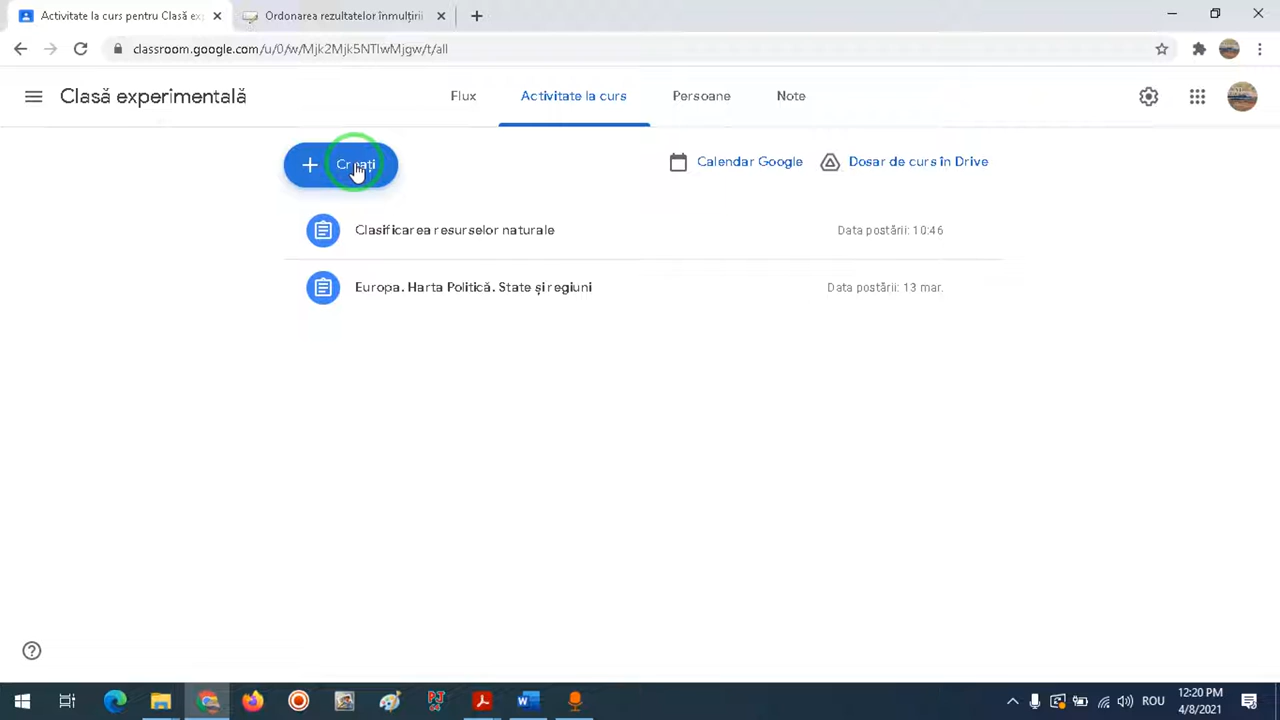 Activitate la curs pentru Clasă ex
Ordonarea rezultatelor înmulțirii
classroom.google.com/u/0/w/Mjk2Mjk5NTIwMjgw/t/all
Clasă experimentală
Flux
Activitate la curs
Persoane
Note
Creați
Calendar Google
Dosar de curs în Drive
Clasificarea resurselor naturale
Data postării: 10:46
Europa. Harta Politică. State și regiuni
Data postării: 13 mar.
ROU
12:20 PM
4/8/2021